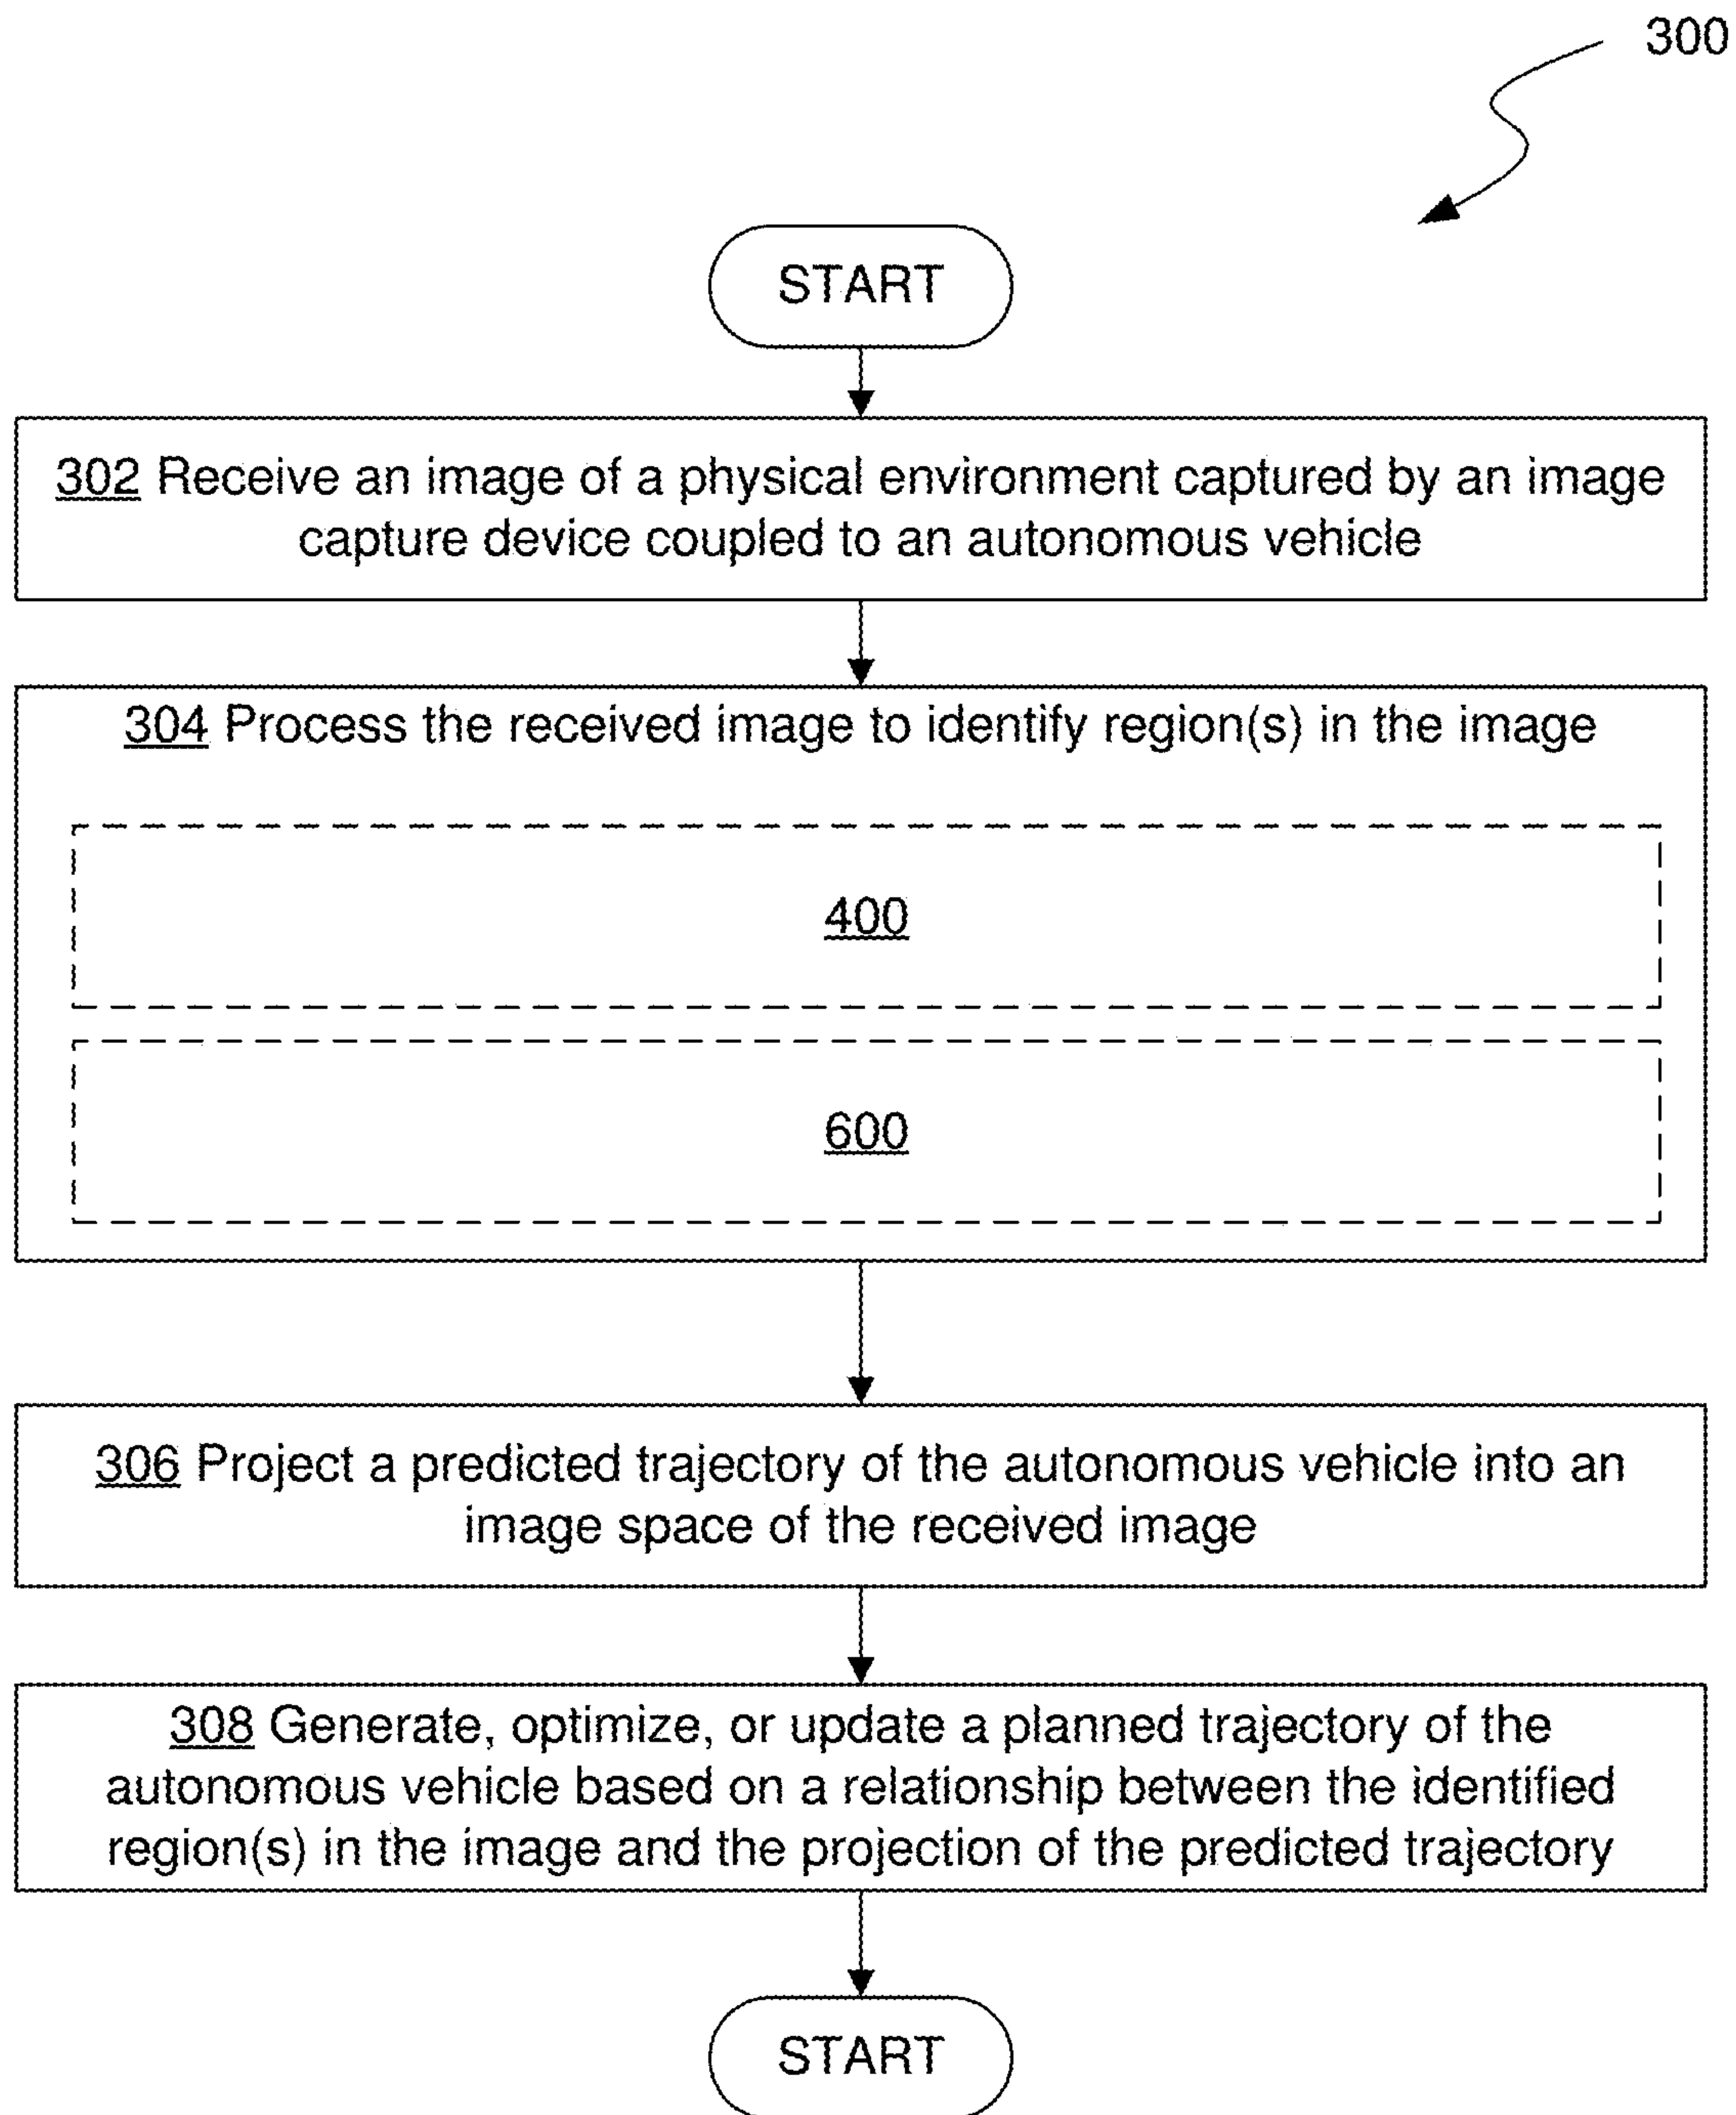 300
START
302 Receive an image of a physical environment captured by an image
capture device coupled to an autonomous vehicle
304 Process the received image to identify region(s) in the image
400
600
306 Project a predicted trajectory of the autonomous vehicle into an
image space of the received image
308 Generate, optimize, or update a planned trajectory of the
autonomous vehicle based on a relationship between the identified
region(s) in the image and the projection of the predicted trajectory
START